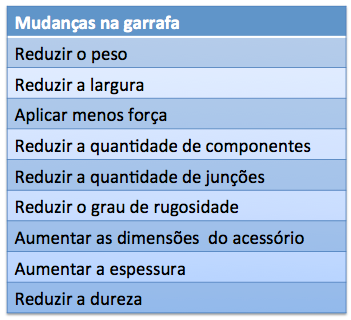 Mudanças na garrafa
Reduzir o peso
Reduzir a largura
Aplicar menos força
Reduzir a quantidade de componentes
Reduzir a quantidade de junções
Reduzir o grau de rugosidade
Aumentar as dimensões do acessório
Aumentar a espessura
Reduzir a dureza